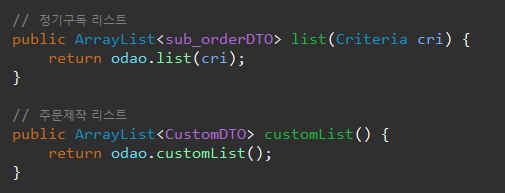 // 정기구독 리스트
public ArrayList<sub_orderDTO> list(Criteria cri) {
    return odao.list(cri);
}
// 주문제작 리스트
public ArrayList<CustomDTO> customList() {
    return odao.customList();
}